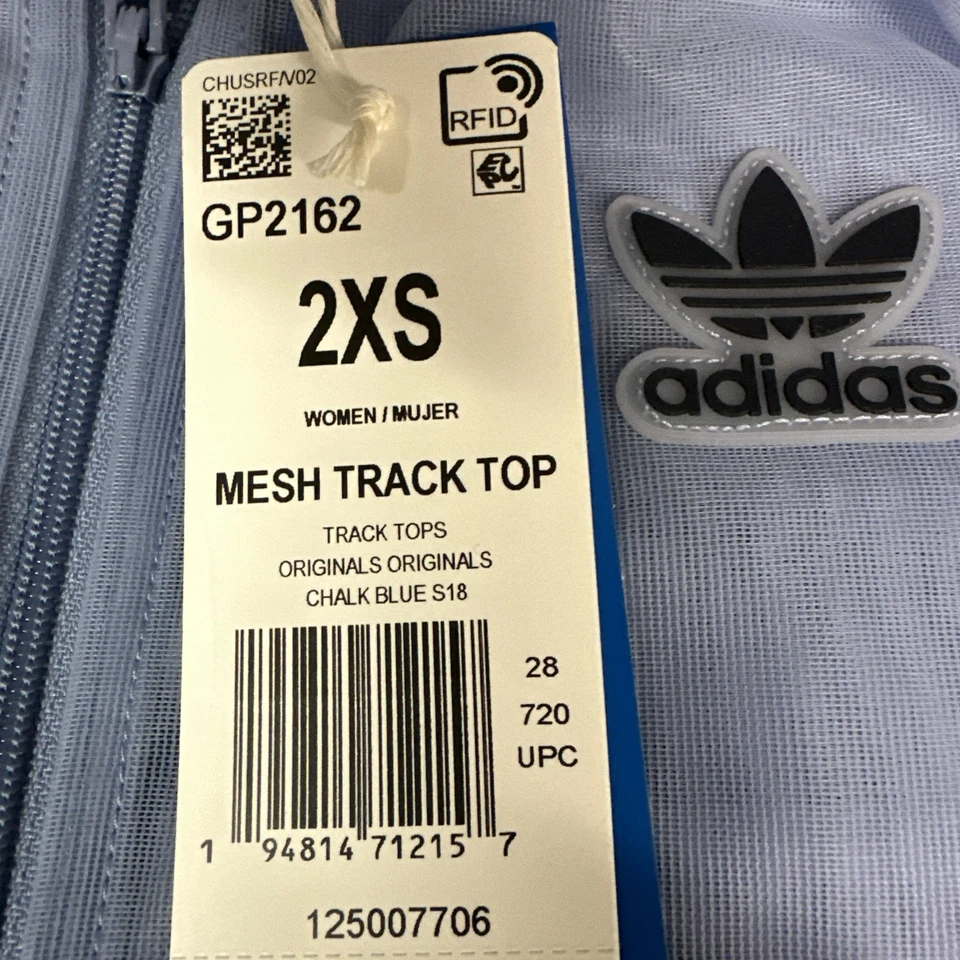 CHUSRF/V02
RFID
EPC
GP2162
2XS
WOMEN / MUJER
MESH TRACK TOP
TRACK TOPS
ORIGINALS ORIGINALS
CHALK BLUE S18
28
720
UPC
1 94814 71215 7
125007706
adidas